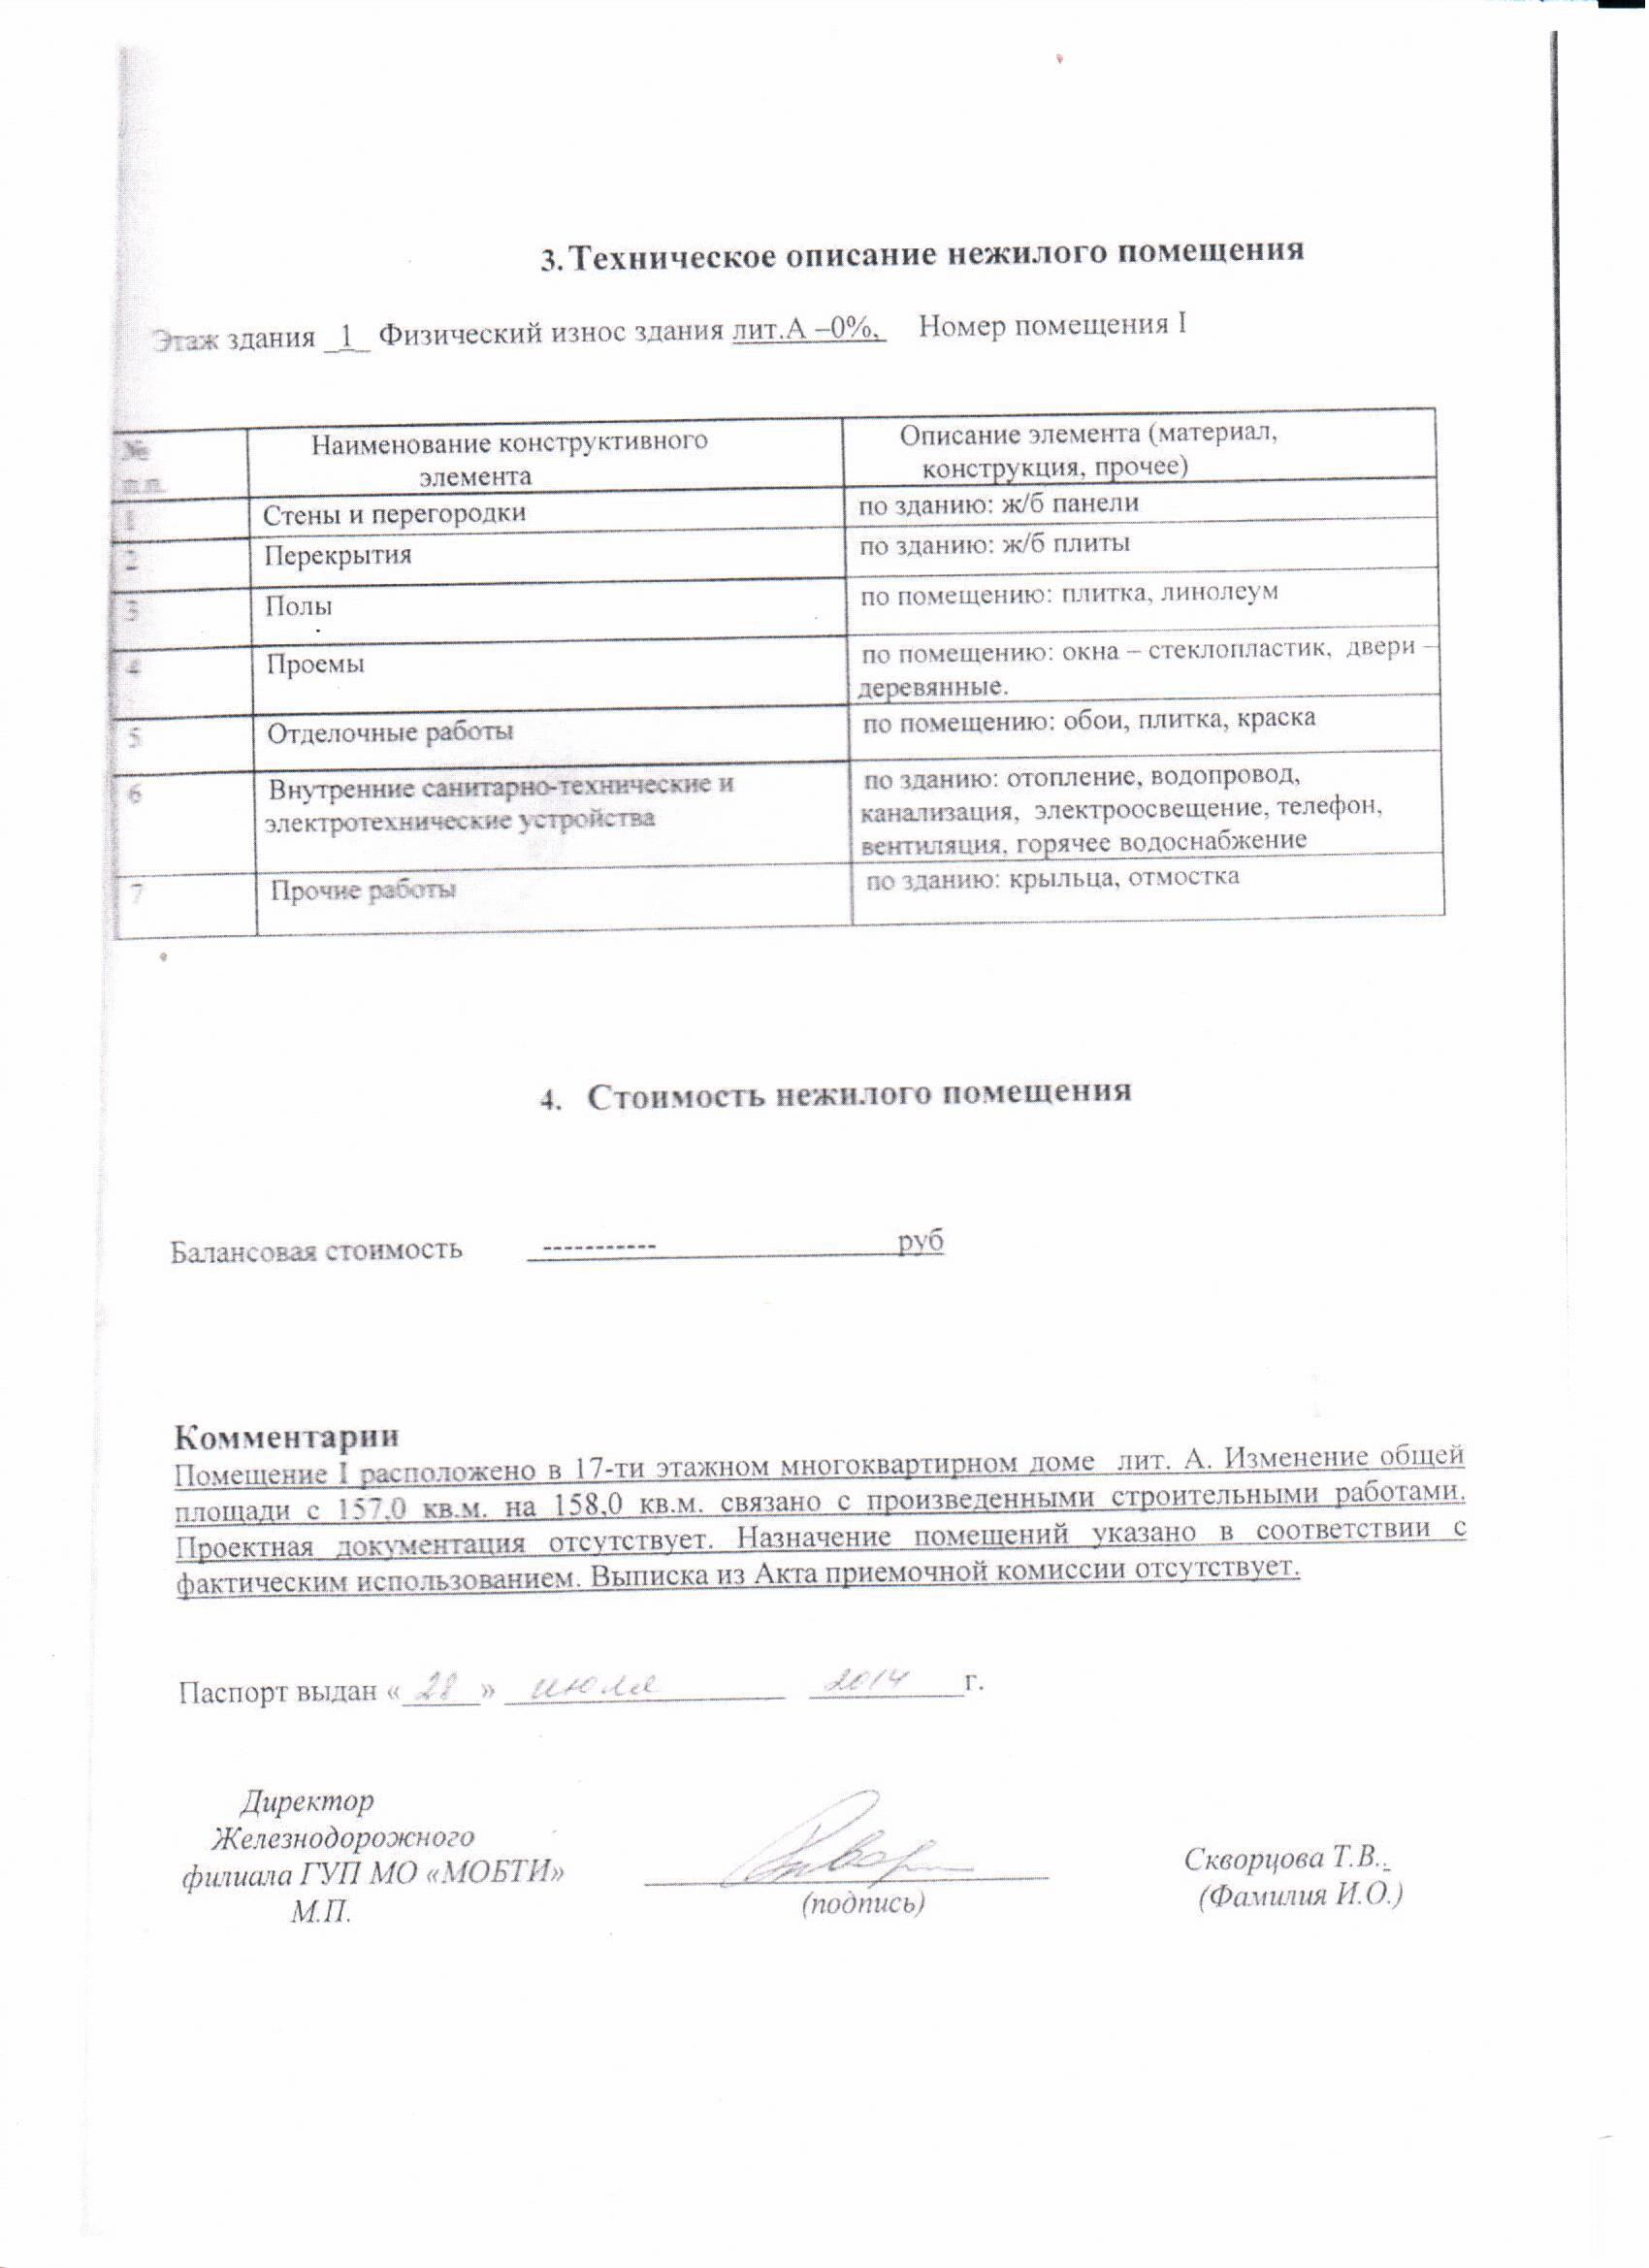 3. Техническое описание нежилого помещения
Этаж здания _1_ Физический износ здания лит.А –0%, Номер помещения I
№ Наименование конструктивного Описание элемента (материал,
п.п. элемента конструкция, прочее)
1 Стены и перегородки по зданию: ж/б панели
2 Перекрытия по зданию: ж/б плиты
3 Полы по помещению: плитка, линолеум
4 Проемы по помещению: окна – стеклопластик, двери –
деревянные.
5 Отделочные работы по помещению: обои, плитка, краска
6 Внутренние санитарно-технические и по зданию: отопление, водопровод,
электротехнические устройства канализация, электроосвещение, телефон,
вентиляция, горячее водоснабжение
7 Прочие работы по зданию: крыльца, отмостка
4. Стоимость нежилого помещения
Балансовая стоимость ----------- руб
Комментарии
Помещение I расположено в 17-ти этажном многоквартирном доме лит. А. Изменение общей
площади с 157,0 кв.м. на 158,0 кв.м. связано с произведенными строительными работами.
Проектная документация отсутствует. Назначение помещений указано в соответствии с
фактическим использованием. Выписка из Акта приемочной комиссии отсутствует.
Паспорт выдан «28» июля 2014 г.
Директор
Железнодорожного
филиала ГУП МО «МОБТИ» Скворцова Т.В..
М.П. (подпись) (Фамилия И.О.)